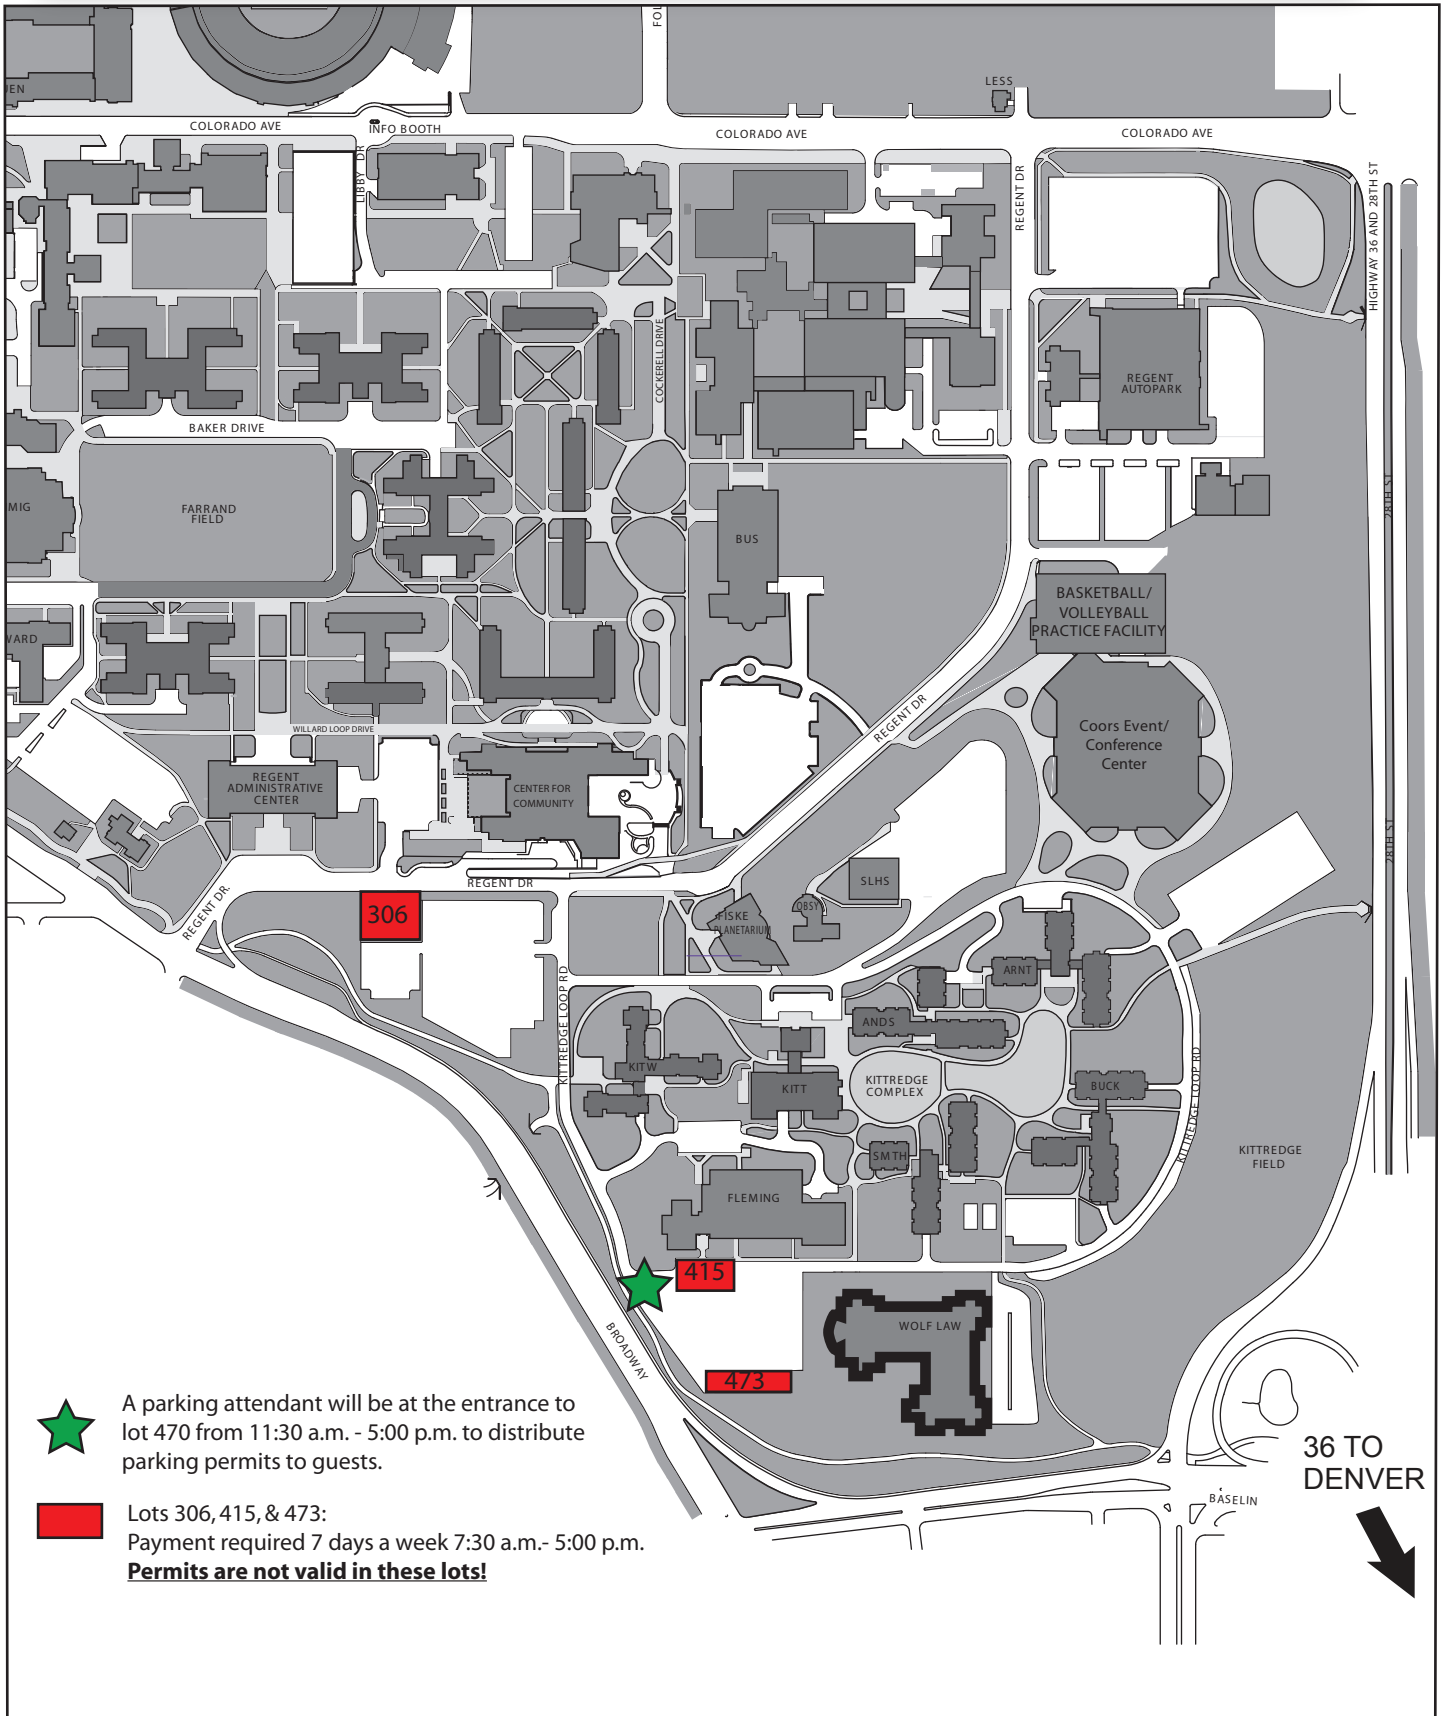 FOL
LESS
UEN
COLORADO AVE
INFO BOOTH
COLORADO AVE
COLORADO AVE
LIBBY DR
REGENT DR
HIGHWAY 36 AND 28TH ST
COCKERELL DRIVE
REGENT
AUTOPARK
BAKER DRIVE
MIG
FARRAND
FIELD
28TH ST
BUS
BASKETBALL/
VOLLEYBALL
PRACTICE FACILITY
WARD
REGENT DR
Coors Event/
Conference
Center
WILLARD LOOP DRIVE
REGENT
ADMINISTRATIVE
CENTER
CENTER FOR
COMMUNITY
28TH ST
REGENT DR
SLHS
REGENT DR.
306
OBSY
FISKE
PLANETARIUM
ARNT
KITTREDGE LOOP RD
ANDS
KITW
KITT
KITTREDGE
COMPLEX
BUCK
KITTREDGE LOOP RD
SMTH
KITTREDGE
FIELD
FLEMING
415
WOLF LAW
BROADWAY
473
A parking attendant will be at the entrance to
lot 470 from 11:30 a.m. - 5:00 p.m. to distribute
parking permits to guests.
36 TO
DENVER
BASELIN
Lots 306, 415, & 473:
Payment required 7 days a week 7:30 a.m.- 5:00 p.m.
Permits are not valid in these lots!